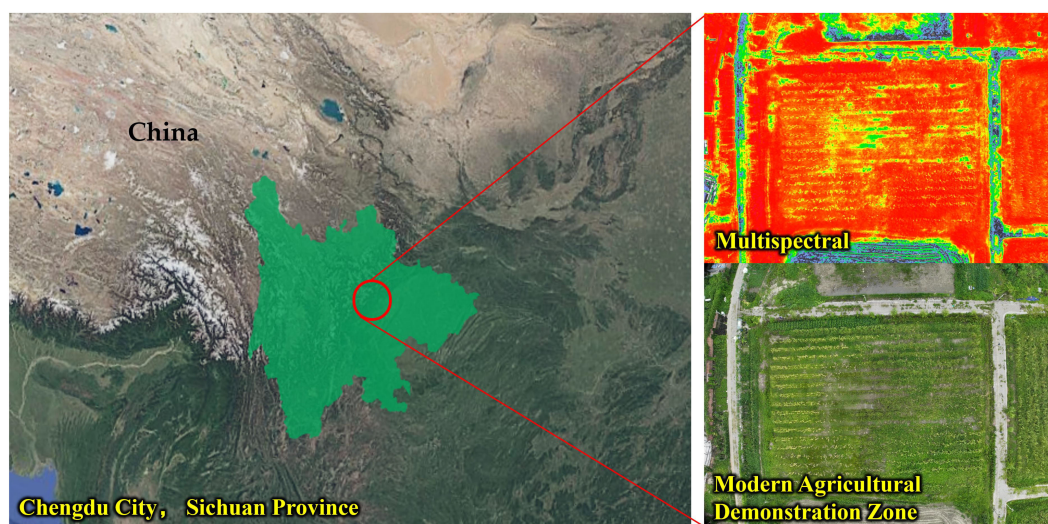 China
Chengdu City， Sichuan Province
Multispectral
Modern Agricultural
Demonstration Zone